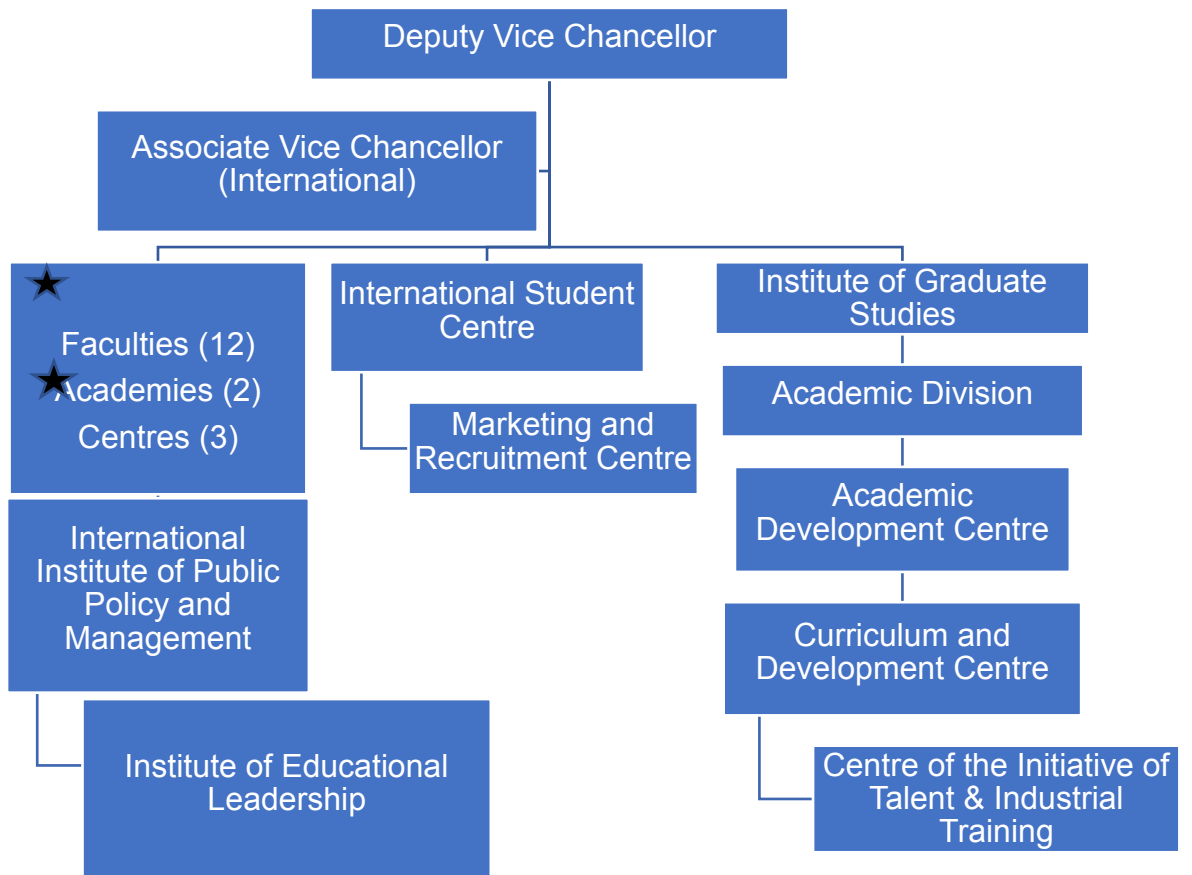 Deputy Vice Chancellor
Associate Vice Chancellor
(International)
Faculties (12)
Academies (2)
Centres (3)
International
Institute of Public
Policy and
Management
Institute of Educational
Leadership
International Student
Centre
Marketing and
Recruitment Centre
Institute of Graduate
Studies
Academic Division
Academic
Development Centre
Curriculum and
Development Centre
Centre of the Initiative of
Talent & Industrial
Training